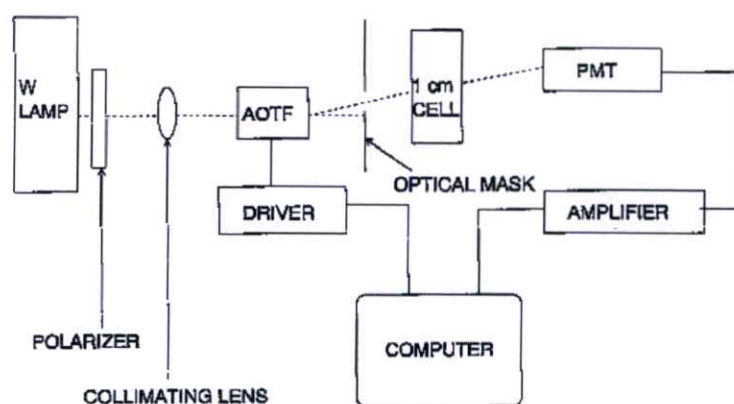 W
LAMP
AOTF
1 cm
CELL
PMT
OPTICAL MASK
DRIVER
AMPLIFIER
POLARIZER
COMPUTER
COLLIMATING LENS